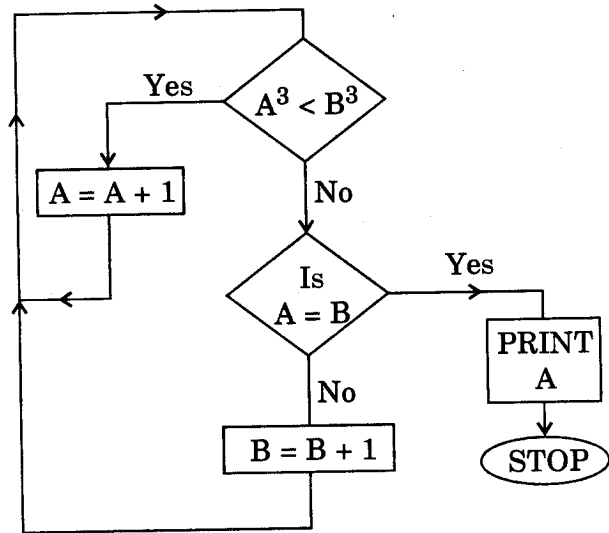 Yes
A³ < B³
A = A + 1
No
Is
A = B
Yes
PRINT
A
No
B = B + 1
STOP